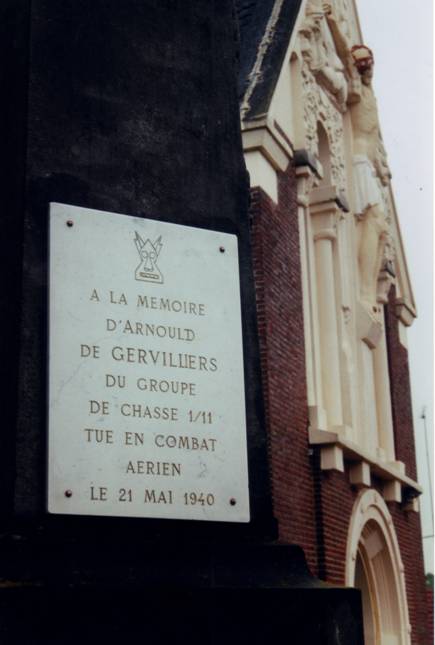 A LA MEMOIRE
D'ARNOULD
DE GERVILLIERS
DU GROUPE
DE CHASSE 1/11
TUE EN COMBAT
AERIEN
LE 21 MAI 1940